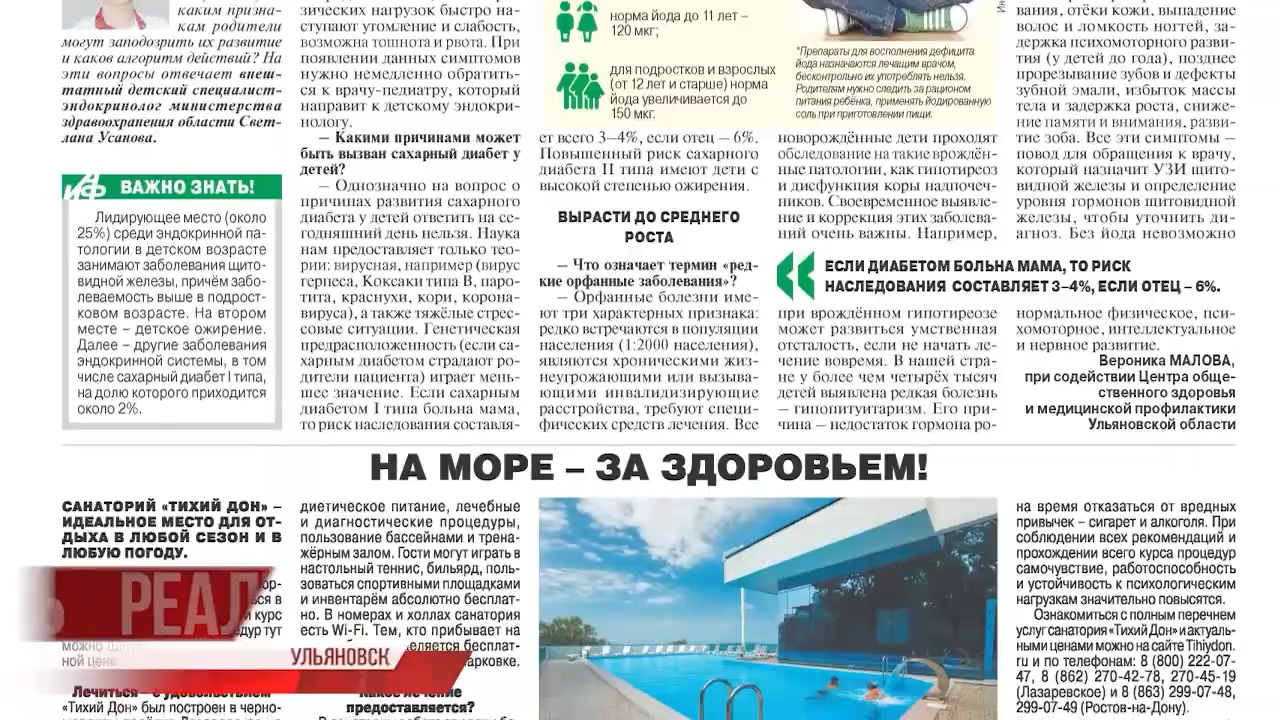 каким призна-
кам родители
могут заподозрить их развитие
и каков алгоритм действий? На
эти вопросы отвечает внеш-
татный детский специалист-
эндокринолог министерства
здравоохранения области Свет-
лана Усанова.
АиФ ВАЖНО ЗНАТЬ!
Лидирующее место (около
25%) среди эндокринной па-
тологии в детском возрасте
занимают заболевания щито-
видной железы, причём забо-
леваемость выше в подрост-
ковом возрасте. На втором
месте – детское ожирение.
Далее – другие заболевания
эндокринной системы, в том
числе сахарный диабет I типа,
на долю которого приходится
около 2%.
зических нагрузок быстро на-
ступают утомление и слабость,
возможна тошнота и рвота. При
появлении данных симптомов
нужно немедленно обратить-
ся к врачу-педиатру, который
направит к детскому эндокри-
нологу.
– Какими причинами может
быть вызван сахарный диабет у
детей?
– Однозначно на вопрос о
причинах развития сахарного
диабета у детей ответить на се-
годняшний день нельзя. Наука
нам предоставляет только тео-
рии: вирусная, например (вирус
герпеса, Коксаки типа В, паро-
тита, краснухи, кори, корона-
вируса), а также тяжёлые стрес-
совые ситуации. Генетическая
предрасположенность (если са-
харным диабетом страдают ро-
дители пациента) играет мень-
шее значение. Если сахарным
диабетом I типа больна мама,
то риск наследования составля-
норма йода до 11 лет –
120 мкг;
для подростков и взрослых
(от 12 лет и старше) норма
йода увеличивается до
150 мкг.
*Препараты для восполнения дефицита
йода назначаются лечащим врачом,
бесконтрольно их употреблять нельзя.
Родителям нужно следить за рационом
питания ребёнка, применять йодированную
соль при приготовлении пищи.
ет всего 3–4%, если отец – 6%.
Повышенный риск сахарного
диабета II типа имеют дети с
высокой степенью ожирения.
ВЫРАСТИ ДО СРЕДНЕГО
РОСТА
– Что означает термин «ред-
кие орфанные заболевания»?
– Орфанные болезни име-
ют три характерных признака:
редко встречаются в популяции
населения (1:2000 населения),
являются хроническими жиз-
неугрожающими или вызыва-
ющими инвалидизирующие
расстройства, требуют специ-
фических средств лечения. Все
новорождённые дети проходят
обследование на такие врождён-
ные патологии, как гипотиреоз
и дисфункция коры надпочеч-
ников. Своевременное выявле-
ние и коррекция этих заболева-
ний очень важны. Например,
ЕСЛИ ДИАБЕТОМ БОЛЬНА МАМА, ТО РИСК
НАСЛЕДОВАНИЯ СОСТАВЛЯЕТ 3–4%, ЕСЛИ ОТЕЦ – 6%.
при врождённом гипотиреозе
может развиться умственная
отсталость, если не начать ле-
чение вовремя. В нашей стра-
не у более чем четырёх тысяч
детей выявлена редкая болезнь
– гипопитуитаризм. Его при-
чина – недостаток гормона ро-
вания, отёки кожи, выпадение
волос и ломкость ногтей, за-
держка психомоторного разви-
тия (у детей до года), позднее
прорезывание зубов и дефекты
зубной эмали, избыток массы
тела и задержка роста, сниже-
ние памяти и внимания, разви-
тие зоба. Все эти симптомы –
повод для обращения к врачу,
который назначит УЗИ щито-
видной железы и определение
уровня гормонов щитовидной
железы, чтобы уточнить ди-
агноз. Без йода невозможно
нормальное физическое, пси-
хомоторное, интеллектуальное
и нервное развитие.
Вероника МАЛОВА,
при содействии Центра обще-
ственного здоровья
и медицинской профилактики
Ульяновской области
НА МОРЕ – ЗА ЗДОРОВЬЕМ!
САНАТОРИЙ «ТИХИЙ ДОН» –
ИДЕАЛЬНОЕ МЕСТО ДЛЯ ОТ-
ДЫХА В ЛЮБОЙ СЕЗОН И В
ЛЮБУЮ ПОГОДУ.
РЕАЛ
УЛЬЯНОВСК
ной цене
Лечиться – с удовольствием
«Тихий Дон» был построен в черно-
диетическое питание, лечебные
и диагностические процедуры,
пользование бассейнами и трена-
жёрным залом. Гости могут играть в
настольный теннис, бильярд, поль-
зоваться спортивными площадками
и инвентарём абсолютно бесплат-
но. В номерах и холлах санатория
есть Wi-Fi. Тем, кто прибывает на
Какое лечение
предоставляется?
на время отказаться от вредных
привычек – сигарет и алкоголя. При
соблюдении всех рекомендаций и
прохождении всего курса процедур
самочувствие, работоспособность
и устойчивость к психологическим
нагрузкам значительно повысятся.
Ознакомиться с полным перечнем
услуг санатория «Тихий Дон» и актуаль-
ными ценами можно на сайте Tihiydon.
ru и по телефонам: 8 (800) 222-07-
47, 8 (862) 270-42-78, 270-45-19
(Лазаревское) и 8 (863) 299-07-48,
299-07-49 (Ростов-на-Дону).